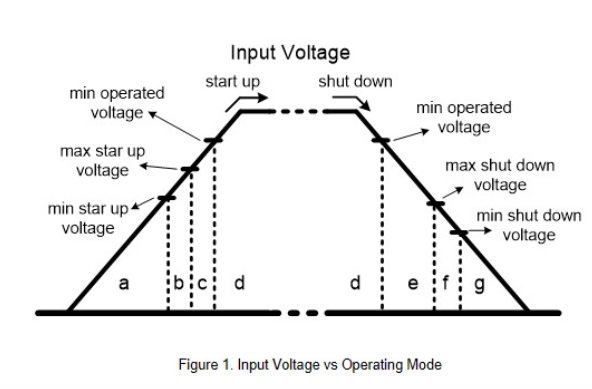 Input Voltage
start up
shut down
min operated
voltage
max star up
voltage
min star up
voltage
min operated
voltage
max shut down
voltage
min shut down
voltage
a b c d d e f g
Figure 1. Input Voltage vs Operating Mode